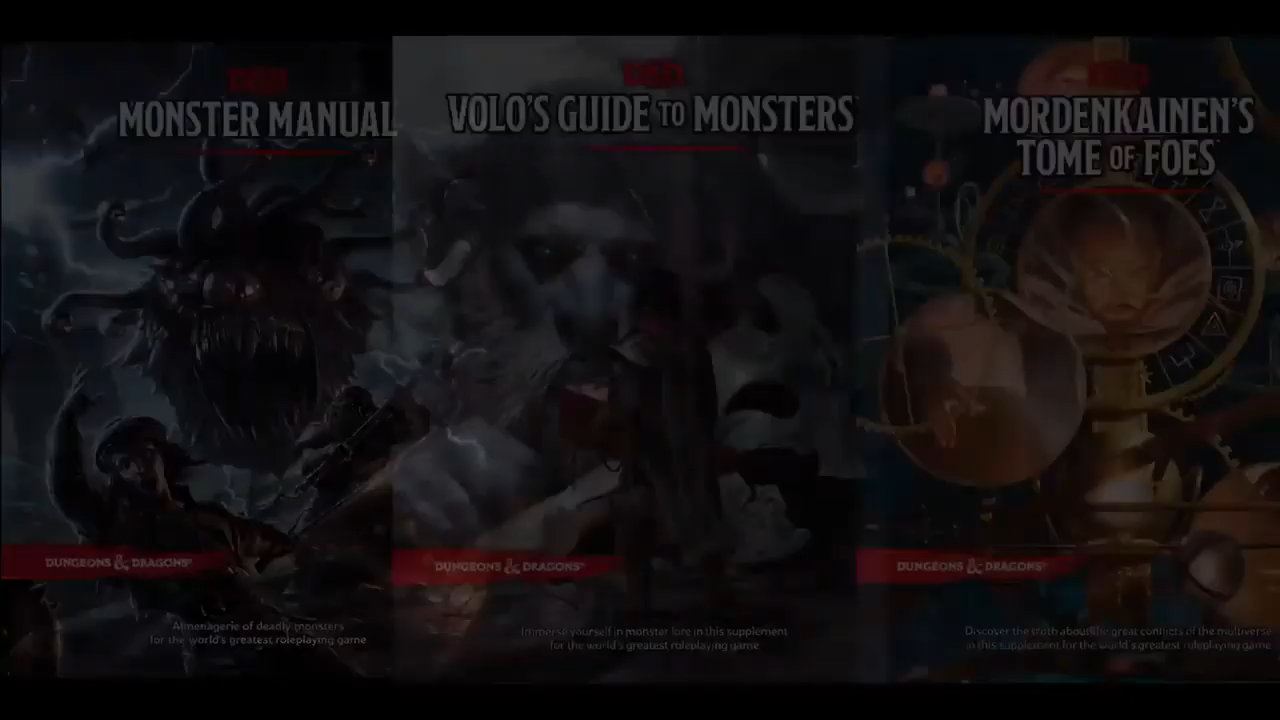 D&D
MONSTER MANUAL
DUNGEONS & DRAGONS
A menagerie of deadly monsters
for the world's greatest roleplaying game
D&D
VOLO'S GUIDE TO MONSTERS
DUNGEONS & DRAGONS
Immerse yourself in monster lore in this supplement
for the world's greatest roleplaying game
D&D
MORDENKAINEN'S
TOME OF FOES
DUNGEONS & DRAGONS
Discover the truth about the great conflicts of the multiverse
in this supplement for the world's greatest roleplaying game